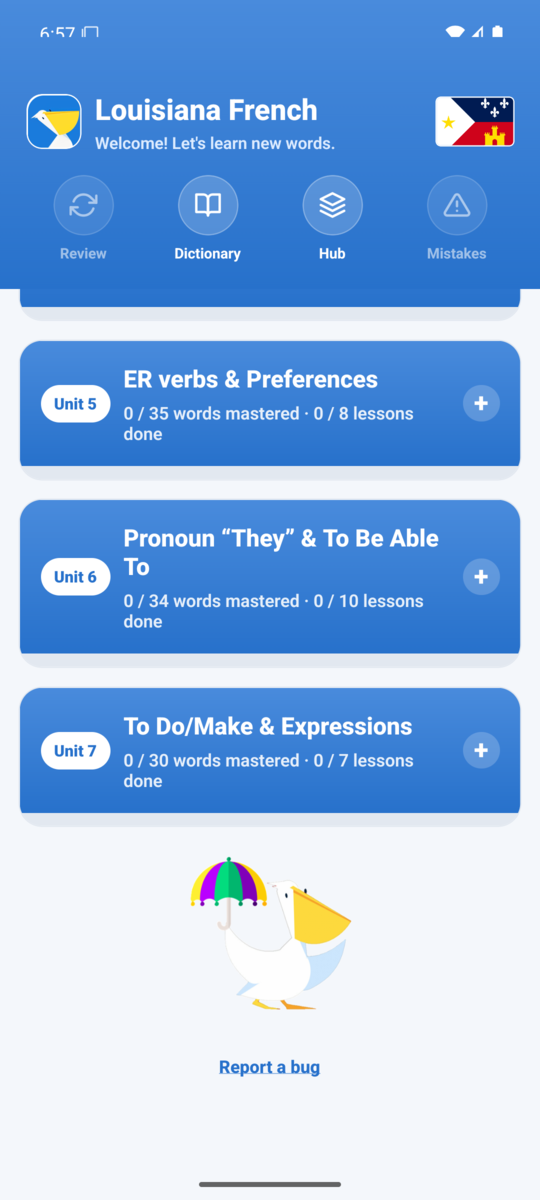 6:57
Louisiana French
Welcome! Let's learn new words.
Review
Dictionary
Hub
Mistakes
Unit 5
ER verbs & Preferences
0 / 35 words mastered · 0 / 8 lessons
done
Unit 6
Pronoun “They” & To Be Able
To
0 / 34 words mastered · 0 / 10 lessons
done
Unit 7
To Do/Make & Expressions
0 / 30 words mastered · 0 / 7 lessons
done
Report a bug